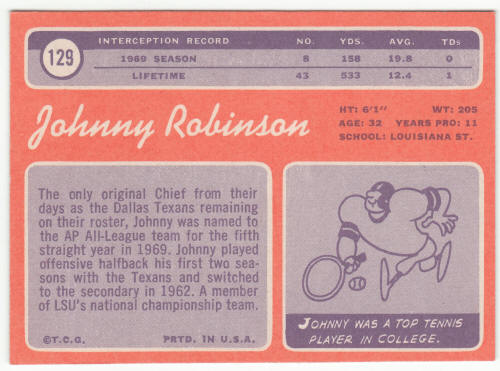 129
INTERCEPTION RECORD NO. YDS. AVG. TDs
1969 SEASON 8 158 19.8 0
LIFETIME 43 533 12.4 1
Johnny Robinson
HT: 6'1" WT: 205
AGE: 32 YEARS PRO: 11
SCHOOL: LOUISIANA ST.
The only original Chief from their
days as the Dallas Texans remaining
on their roster, Johnny was named to
the AP All-League team for the fifth
straight year in 1969. Johnny played
offensive halfback his first two sea-
sons with the Texans and switched
to the secondary in 1962. A member
of LSU's national championship team.
©T.C.G. PRTD. IN U.S.A.
JOHNNY WAS A TOP TENNIS
PLAYER IN COLLEGE.